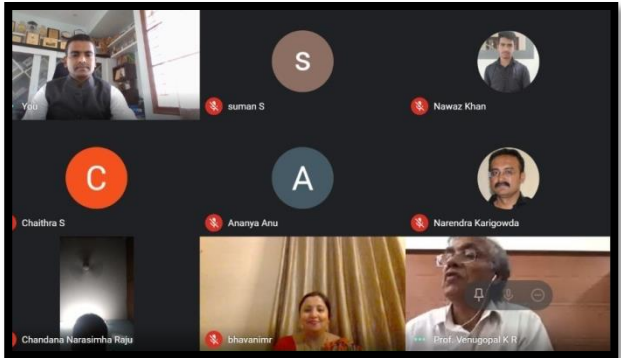 You
S
suman S
Nawaz Khan
C
Chaithra S
A
Ananya Anu
Narendra Karigowda
Chandana Narasimha Raju
bhavanimr
Prof. Venugopal K R